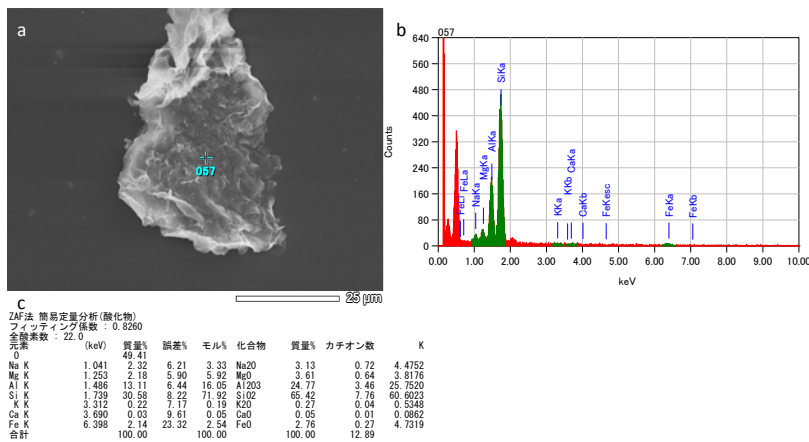 a
057
25 μm
b
057
Counts
640
560
480
400
320
240
160
80
0
FeLl
FeLa
NaKa
MgKa
AlKa
SiKa
KKa
KKb
CaKa
CaKb
FeKesc
FeKa
FeKb
0.00 1.00 2.00 3.00 4.00 5.00 6.00 7.00 8.00 9.00 10.00
keV
c
ZAF法 簡易定量分析(酸化物)
フィッティング係数 : 0.8260
全酸素数 : 22.0
元素 (keV) 質量% 誤差% モル% 化合物 質量% カチオン数 K
O 49.41
Na K 1.041 2.32 6.21 3.33 Na2O 3.13 0.72 4.4752
Mg K 1.253 2.18 5.90 5.92 MgO 3.61 0.64 3.8176
Al K 1.486 13.11 6.44 16.05 Al2O3 24.77 3.46 25.7520
Si K 1.739 30.58 8.22 71.92 SiO2 65.42 7.76 60.6023
K K 3.312 0.22 7.17 0.19 K2O 0.27 0.04 0.5348
Ca K 3.690 0.03 9.61 0.05 CaO 0.05 0.01 0.0862
Fe K 6.398 2.14 23.32 2.54 FeO 2.76 0.27 4.7319
合計 100.00 100.00 100.00 12.89